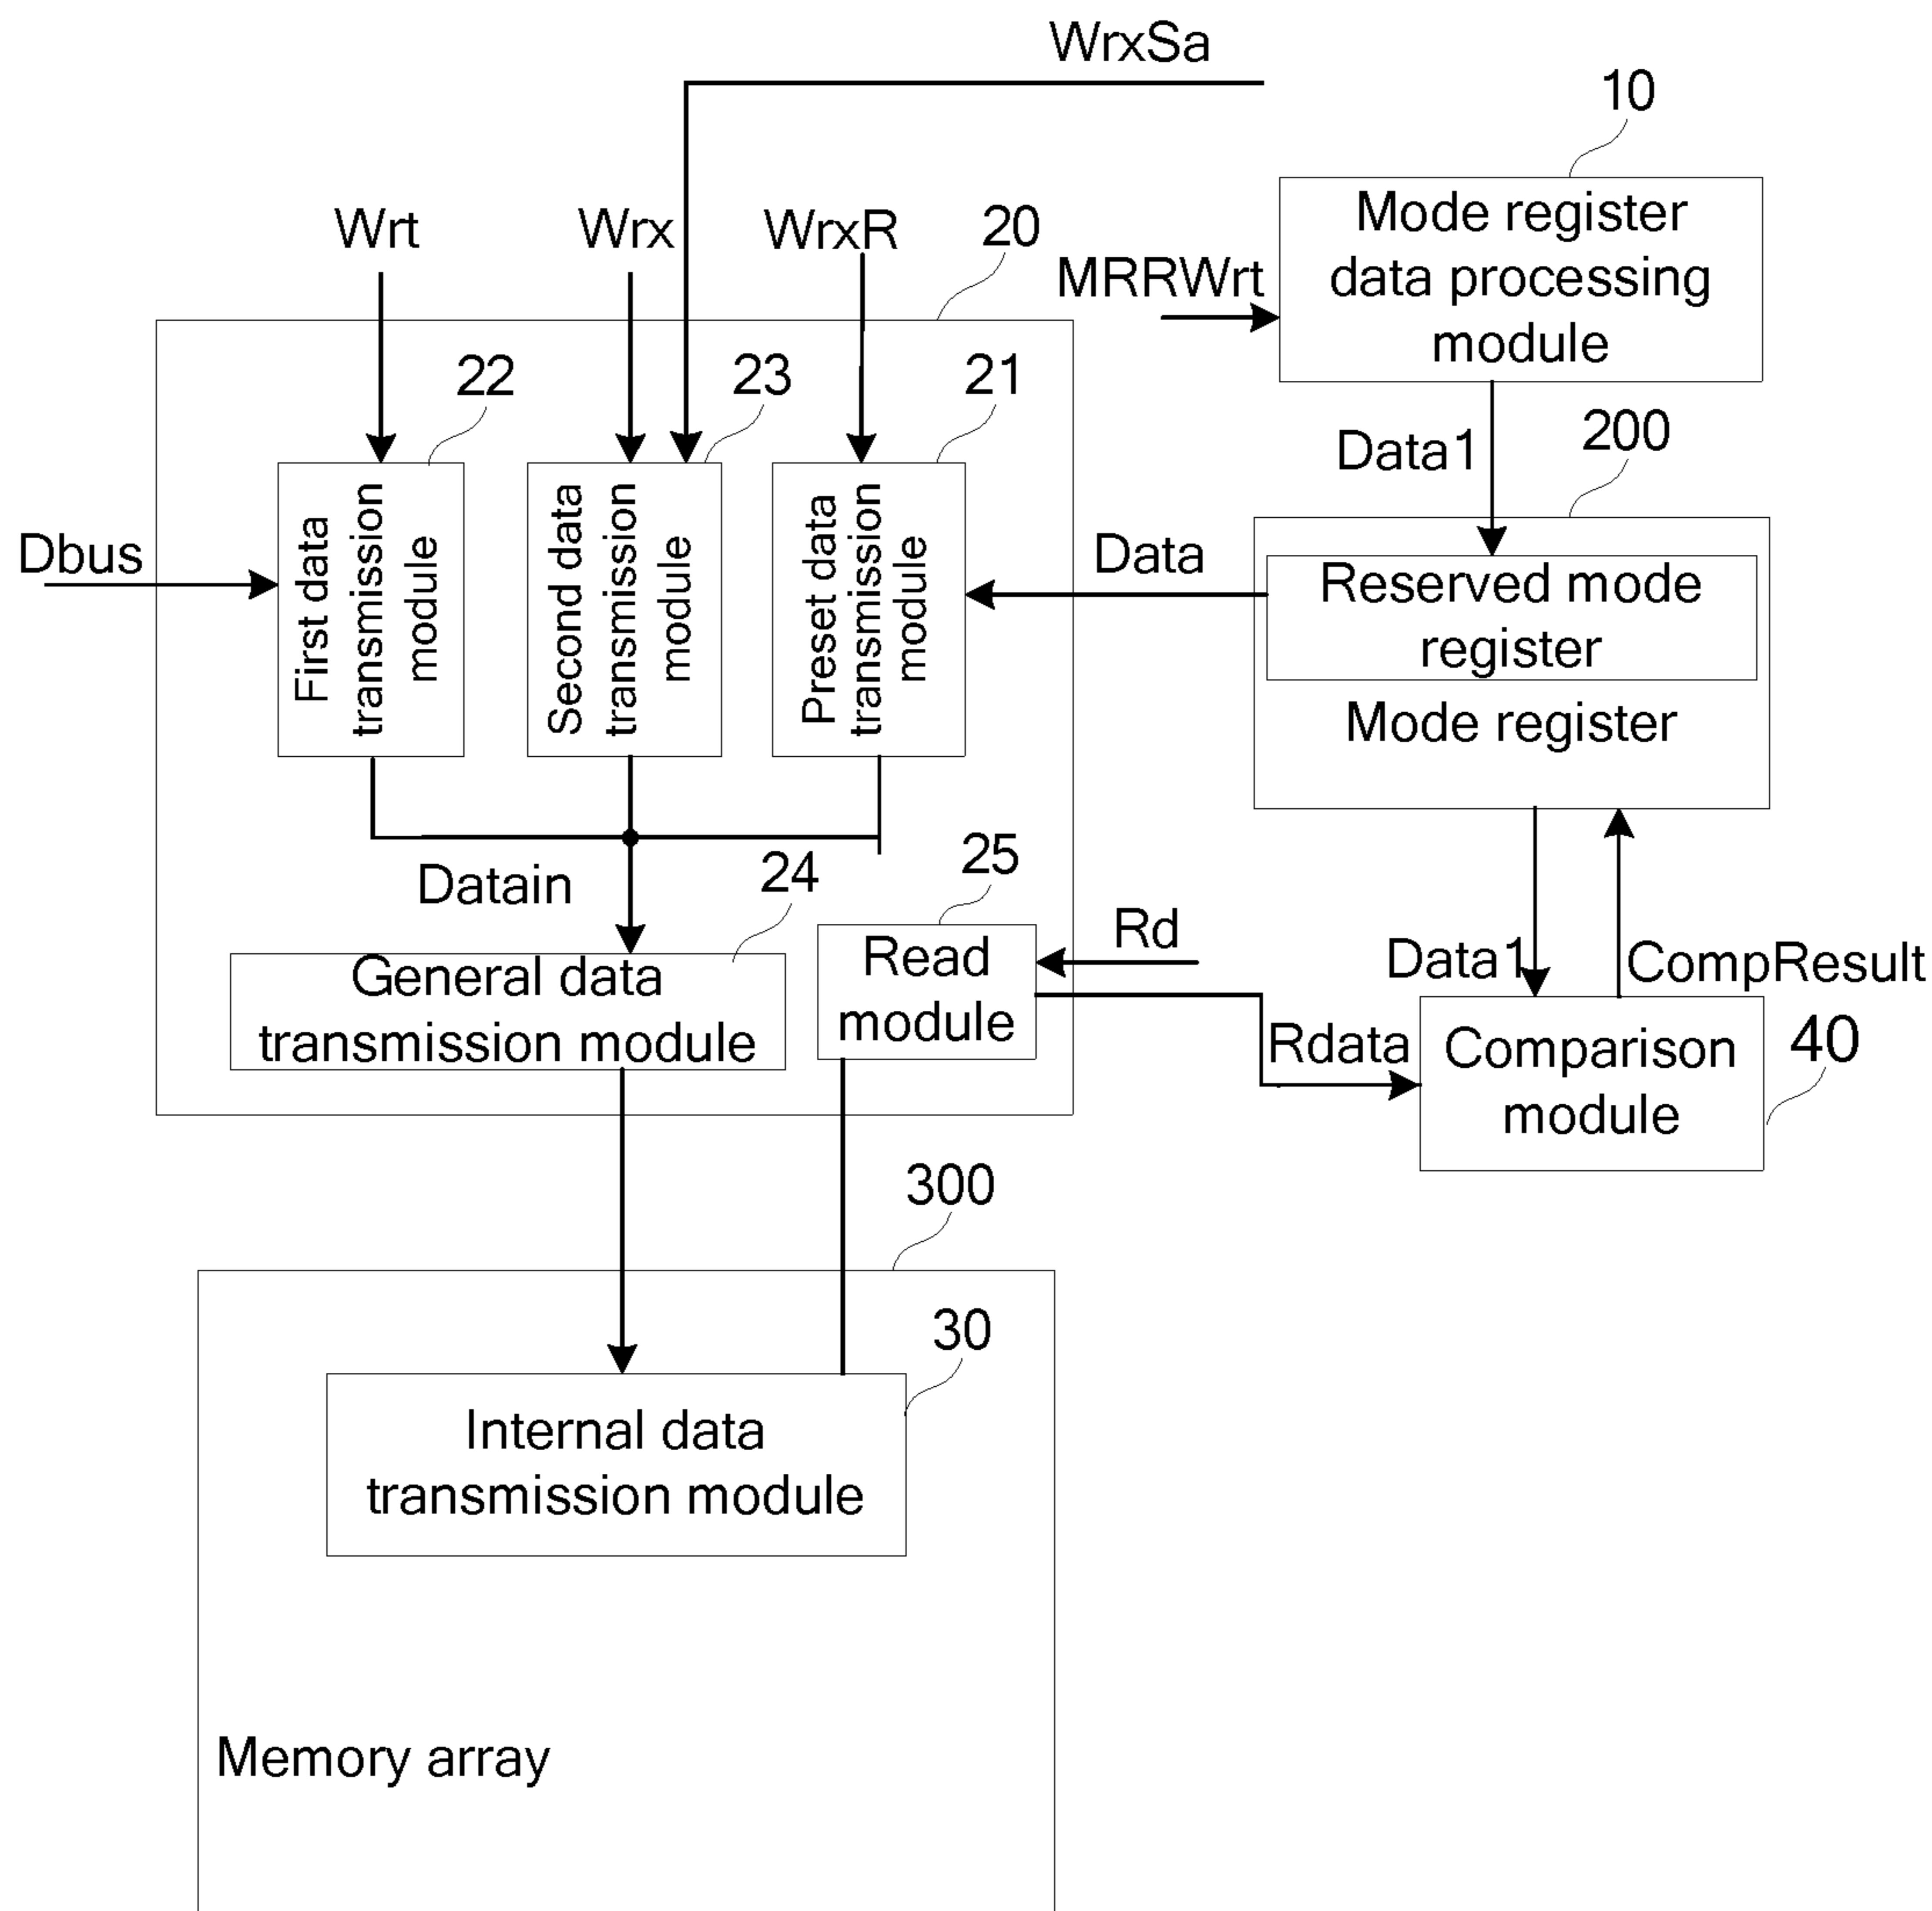 WrxSa
10
Wrt
Wrx
WrxR
20
MRRWrt
Mode register
data processing
module
22
23
21
Data1
200
Dbus
First data
transmission
module
Second data
transmission
module
Preset data
transmission
module
Data
Reserved mode
register
Mode register
Datain
24
25
General data
transmission module
Read
module
Rd
Data1
CompResult
Rdata
Comparison
module
40
300
30
Internal data
transmission module
Memory array